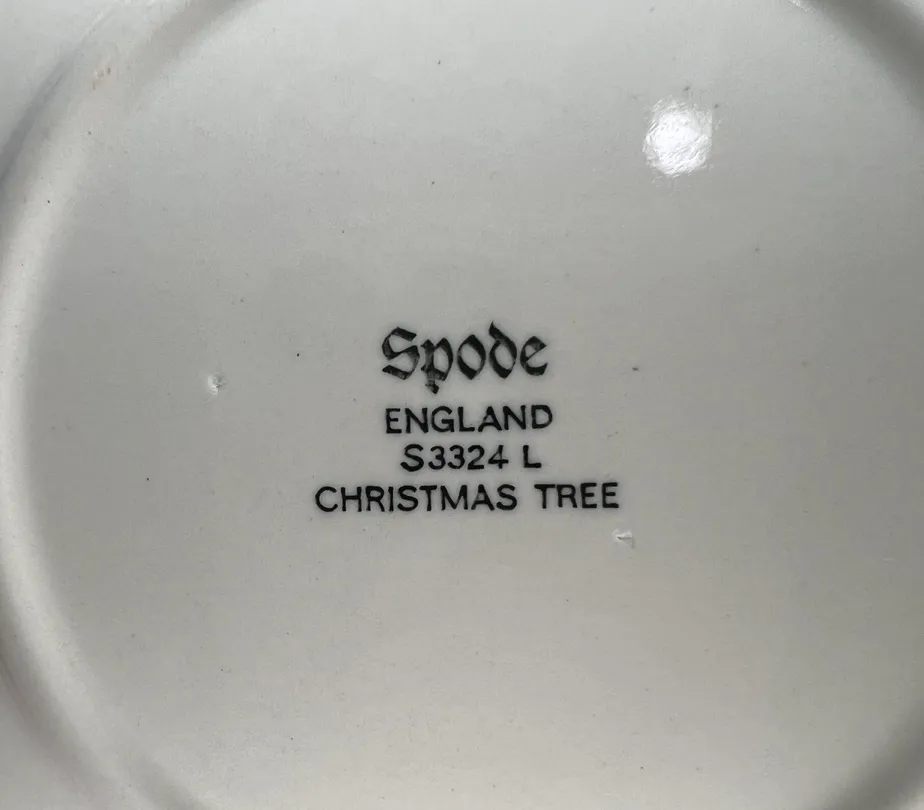 Spode
ENGLAND
S3324 L
CHRISTMAS TREE